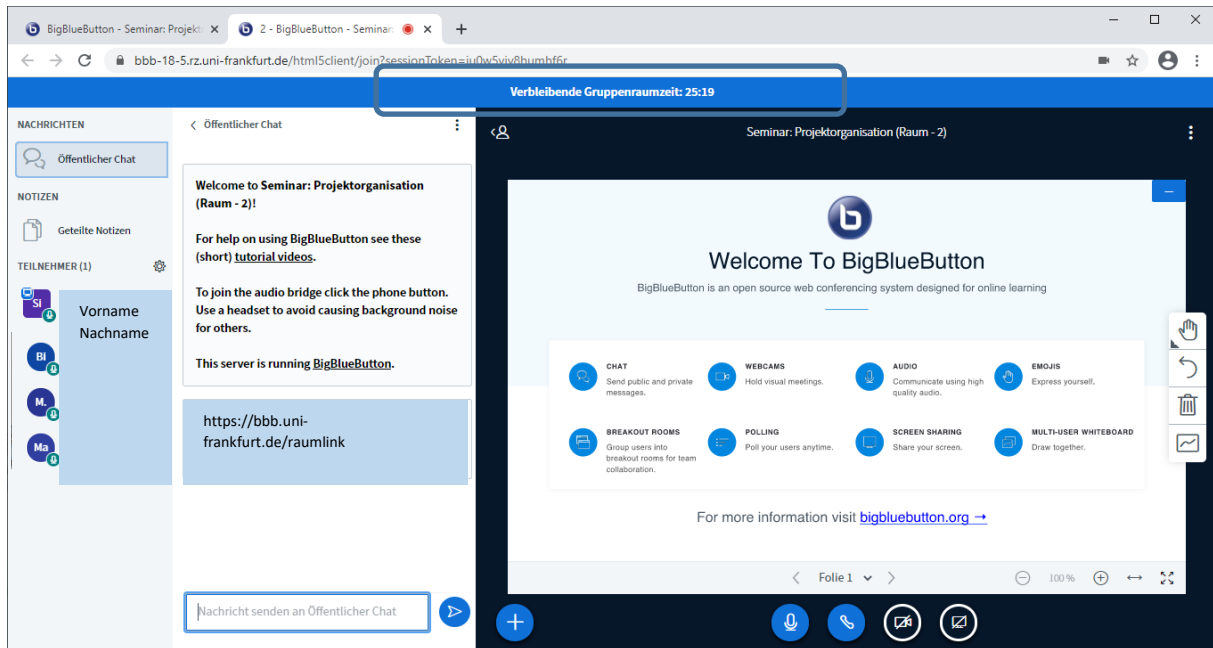 BigBlueButton - Seminar: Projekt
2 - BigBlueButton - Seminar:
bbb-18-5.rz.uni-frankfurt.de/html5client/join?sessionToken=
Verbleibende Gruppenraumzeit: 25:19
NACHRICHTEN
Öffentlicher Chat
NOTIZEN
Geteilte Notizen
TEILNEHMER (1)
Si
Vorname
Nachname
BI
M.
Ma
Öffentlicher Chat
Welcome to Seminar: Projektorganisation
(Raum - 2)!
For help on using BigBlueButton see these
(short) tutorial videos.
To join the audio bridge click the phone button.
Use a headset to avoid causing background noise
for others.
This server is running BigBlueButton.
https://bbb.uni-
frankfurt.de/raumlink
Nachricht senden an Öffentlicher Chat
Seminar: Projektorganisation (Raum - 2)
b
Welcome To BigBlueButton
BigBlueButton is an open source web conferencing system designed for online learning
CHAT
Send public and private
messages.
WEBCAMS
Hold visual meetings.
AUDIO
Communicate using high
quality audio.
EMOJIS
Express yourself.
BREAKOUT ROOMS
Group users into
breakout rooms for team
collaboration.
POLLING
Poll your users anytime.
SCREEN SHARING
Share your screen.
MULTI-USER WHITEBOARD
Draw together.
For more information visit bigbluebutton.org →
Folie 1
100 %